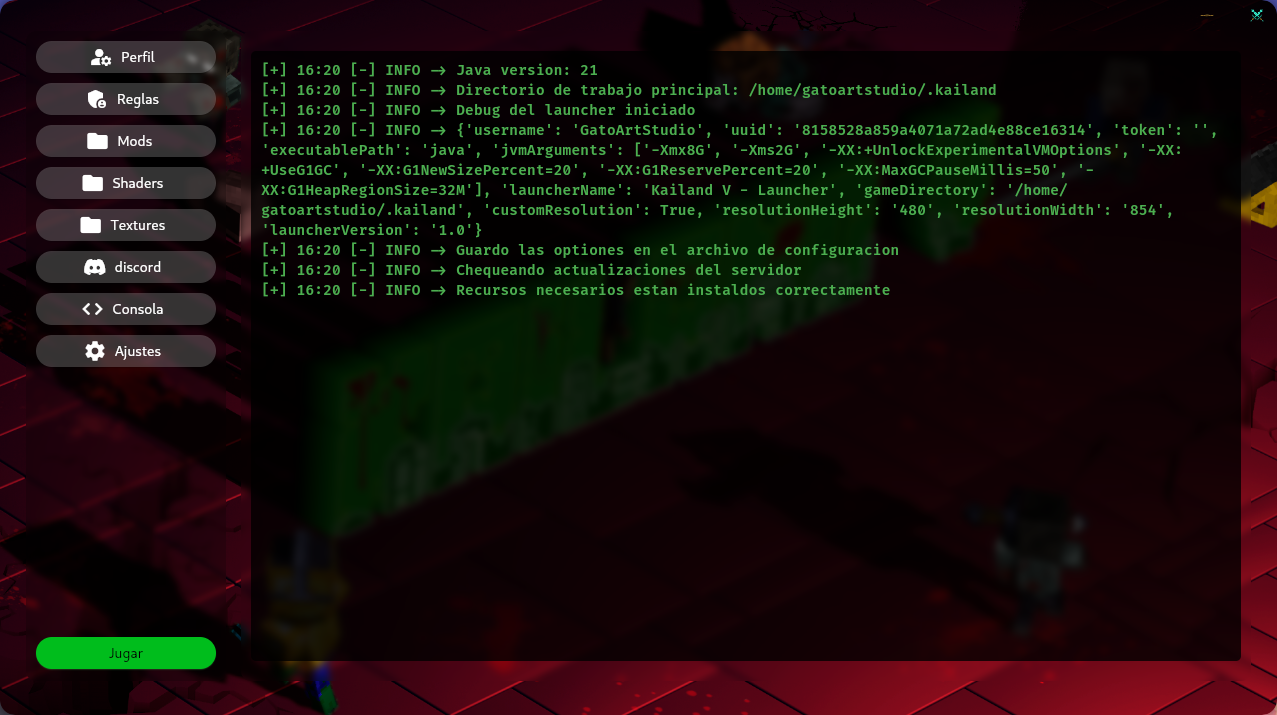 Perfil
Reglas
Mods
Shaders
Textures
discord
Consola
Ajustes
Jugar
[+] 16:20 [-] INFO → Java version: 21
[+] 16:20 [-] INFO → Directorio de trabajo principal: /home/gatoartstudio/.kailand
[+] 16:20 [-] INFO → Debug del launcher iniciado
[+] 16:20 [-] INFO → {'username': 'GatoArtStudio', 'uuid': '8158528a859a4071a72ad4e88ce16314', 'token': '',
'executablePath': 'java', 'jvmArguments': ['-Xmx8G', '-Xms2G', '-XX:+UnlockExperimentalVMOptions', '-XX:
+UseG1GC', '-XX:G1NewSizePercent=20', '-XX:G1ReservePercent=20', '-XX:MaxGCPauseMillis=50', '-
XX:G1HeapRegionSize=32M'], 'launcherName': 'Kailand V - Launcher', 'gameDirectory': '/home/
gatoartstudio/.kailand', 'customResolution': True, 'resolutionHeight': '480', 'resolutionWidth': '854',
'launcherVersion': '1.0'}
[+] 16:20 [-] INFO → Guardo las optiones en el archivo de configuracion
[+] 16:20 [-] INFO → Chequeando actualizaciones del servidor
[+] 16:20 [-] INFO → Recursos necesarios estan instaldos correctamente